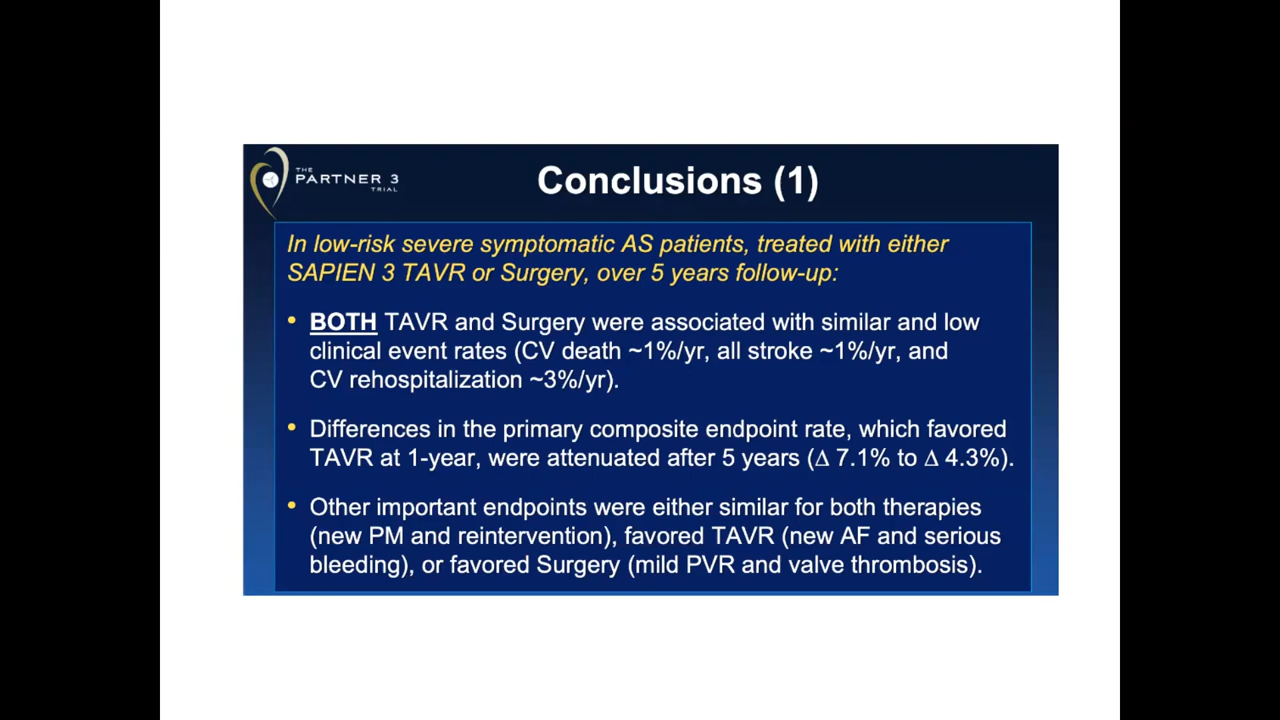 THE
PARTNER 3
TRIAL
Conclusions (1)
In low-risk severe symptomatic AS patients, treated with either
SAPIEN 3 TAVR or Surgery, over 5 years follow-up:
• BOTH TAVR and Surgery were associated with similar and low
clinical event rates (CV death ~1%/yr, all stroke ~1%/yr, and
CV rehospitalization ~3%/yr).
• Differences in the primary composite endpoint rate, which favored
TAVR at 1-year, were attenuated after 5 years (Δ 7.1% to Δ 4.3%).
• Other important endpoints were either similar for both therapies
(new PM and reintervention), favored TAVR (new AF and serious
bleeding), or favored Surgery (mild PVR and valve thrombosis).